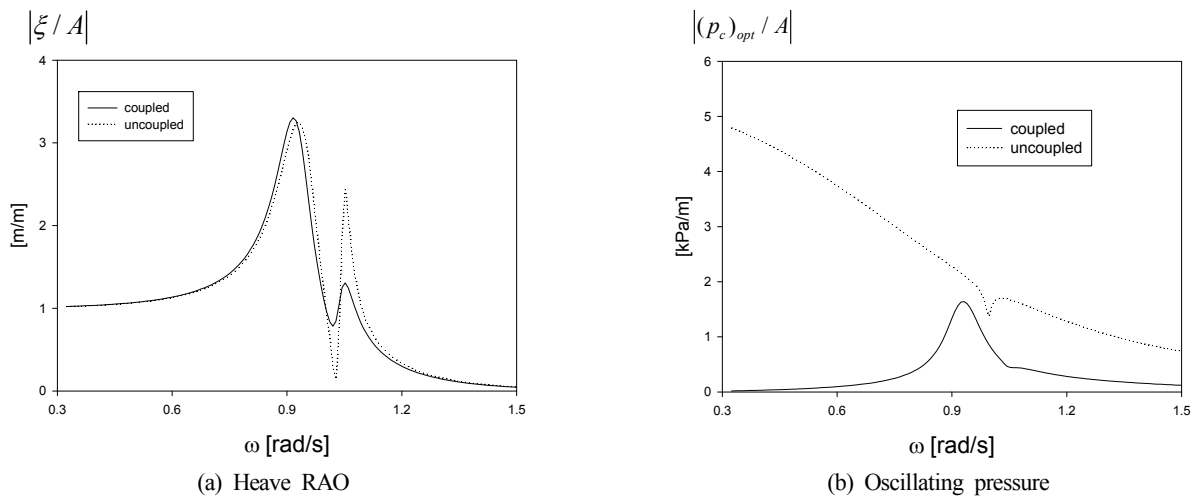 |ξ / A|
[m/m]
4
3
2
1
0
coupled
uncoupled
0.3 0.6 0.9 1.2 1.5
ω [rad/s]
(a) Heave RAO
|(p_c)_opt / A|
[kPa/m]
6
5
4
3
2
1
0
coupled
uncoupled
0.3 0.6 0.9 1.2 1.5
ω [rad/s]
(b) Oscillating pressure